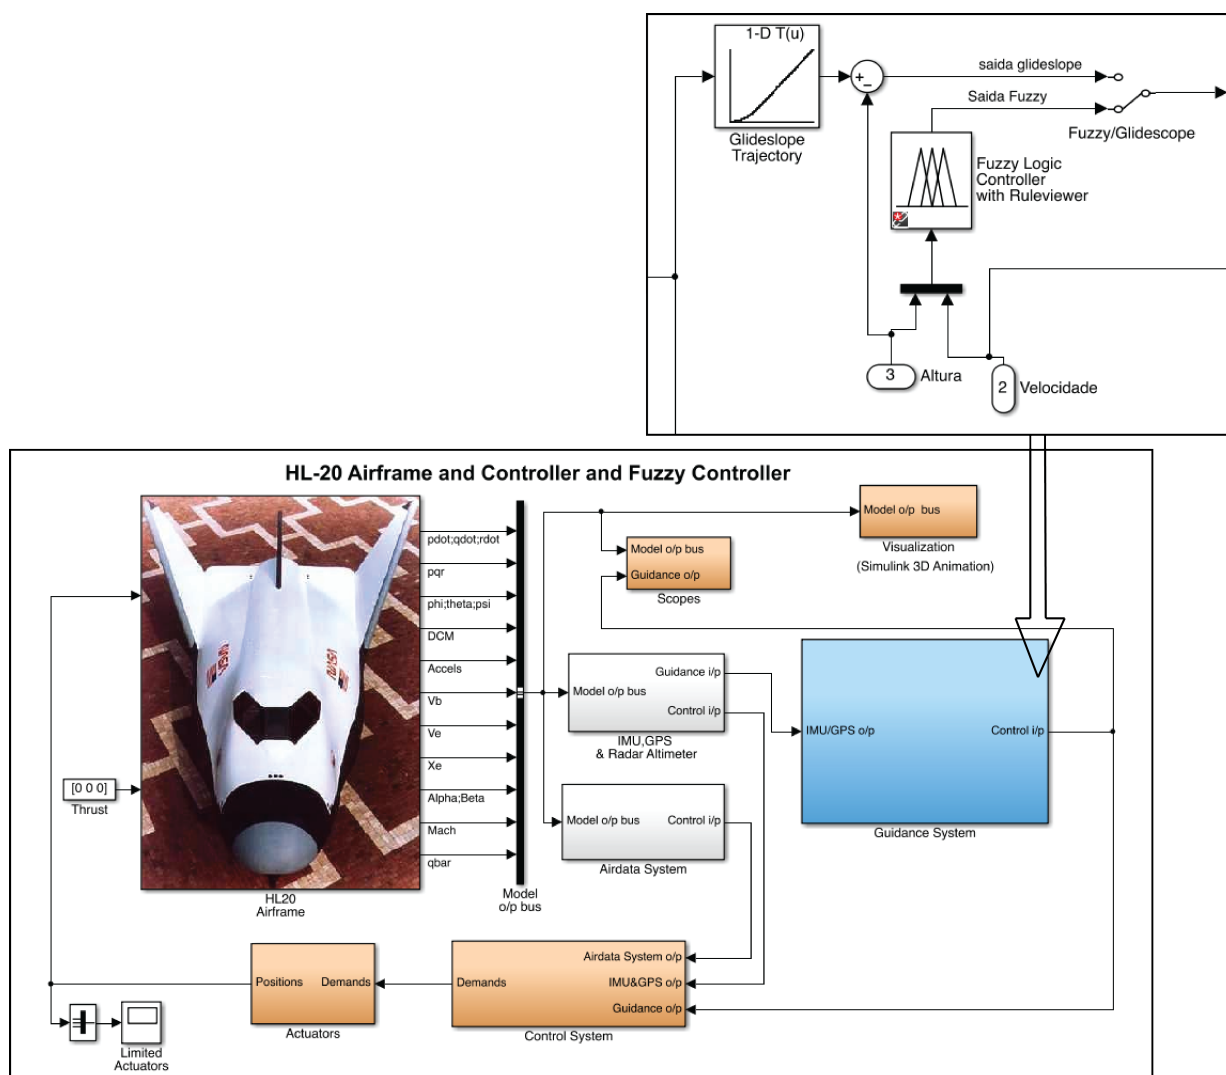 1-D T(u)
Glideslope
Trajectory
+
−
saida glideslope
Saida Fuzzy
Fuzzy/Glidescope
Fuzzy Logic
Controller
with Ruleviewer
3
Altura
2
Velocidade
HL-20 Airframe and Controller and Fuzzy Controller
pdot;qdot;rdot
pqr
phi;theta;psi
DCM
Accels
Vb
Ve
Xe
Alpha;Beta
Mach
qbar
NASA
NASA
[0 0 0]
Thrust
HL20
Airframe
Model
o/p bus
Model o/p bus
Guidance o/p
Scopes
Model o/p bus
Visualization
(Simulink 3D Animation)
Guidance i/p
Model o/p bus
Control i/p
IMU,GPS
& Radar Altimeter
Model o/p bus
Control i/p
Airdata System
IMU/GPS o/p
Control i/p
Guidance System
Airdata System o/p
Demands
IMU&GPS o/p
Guidance o/p
Control System
Positions
Demands
Actuators
Limited
Actuators